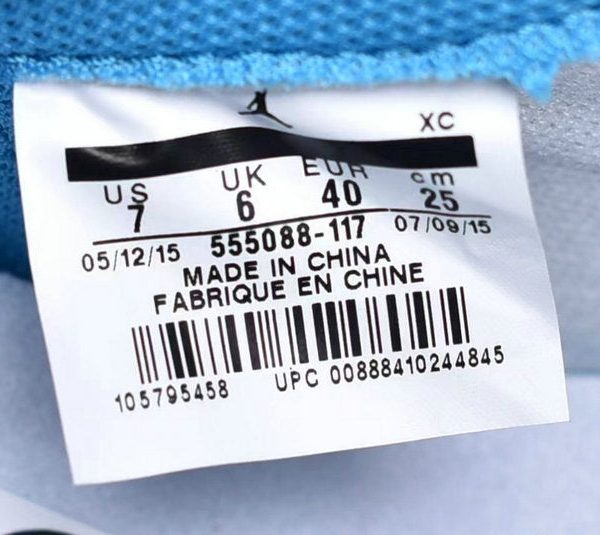 XC
US UK EUR cm
7 6 40 25
05/12/15 555088-117 07/09/15
MADE IN CHINA
FABRIQUE EN CHINE
105795458 UPC 00888410244845